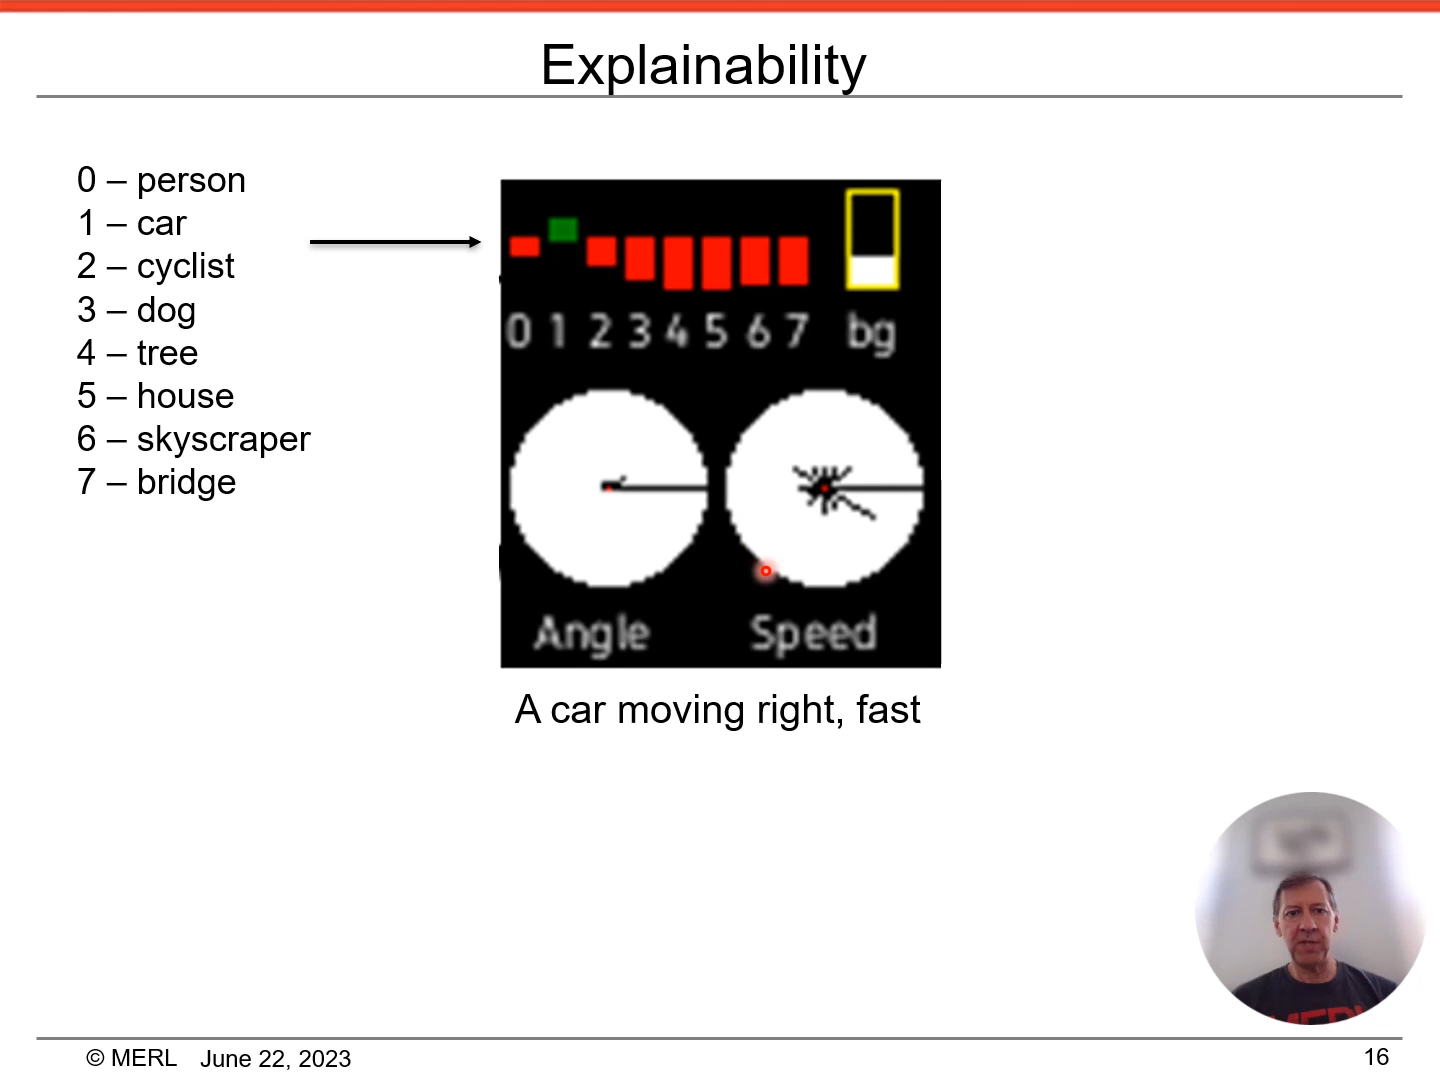 Explainability
0 – person
1 – car
2 – cyclist
3 – dog
4 – tree
5 – house
6 – skyscraper
7 – bridge
0 1 2 3 4 5 6 7 bg
Angle Speed
A car moving right, fast
© MERL June 22, 2023 16